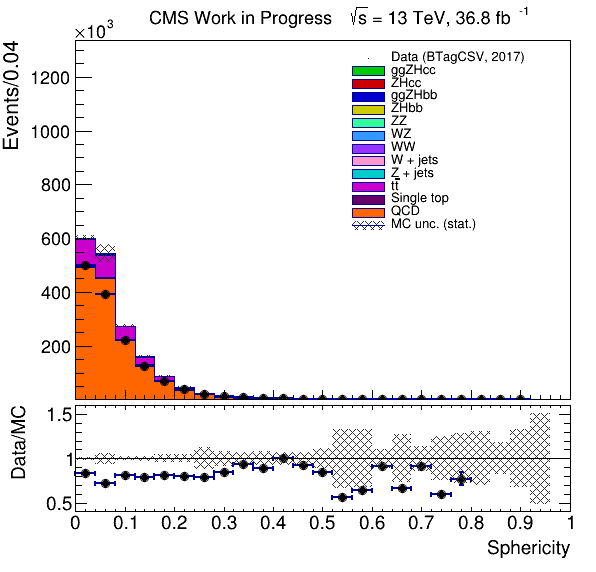 CMS Work in Progress √s = 13 TeV, 36.8 fb⁻¹
×10³
Events/0.04
1200
1000
800
600
400
200
Data (BTagCSV, 2017)
ggZHcc
ZHcc
ggZHbb
ZHbb
ZZ
WZ
WW
W + jets
Z + jets
tt̅
Single top
QCD
MC unc. (stat.)
Data/MC
1.5
1
0.5
0 0.1 0.2 0.3 0.4 0.5 0.6 0.7 0.8 0.9 1
Sphericity